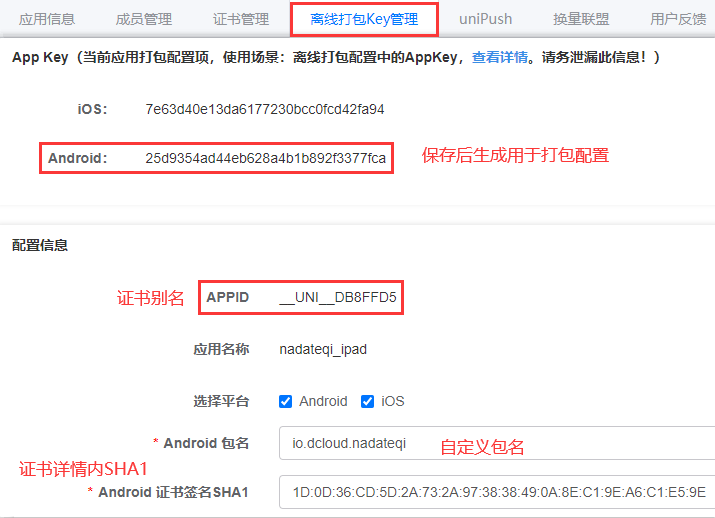 应用信息 成员管理 证书管理 离线打包Key管理 uniPush 换量联盟 用户反馈
App Key（当前应用打包配置项，使用场景：离线打包配置中的AppKey，查看详情。请务泄漏此信息！）
iOS: 7e63d40e13da6177230bcc0fcd42fa94
Android: 25d9354ad44eb628a4b1b892f3377fca 保存后生成用于打包配置
配置信息
证书别名 APPID __UNI__DB8FFD5
应用名称 nadateqi_ipad
选择平台 Android iOS
* Android 包名 io.dcloud.nadateqi 自定义包名
证书详情内SHA1
* Android 证书签名SHA1 1D:0D:36:CD:5D:2A:73:2A:97:38:38:49:0A:8E:C1:9E:A6:C1:E5:9E